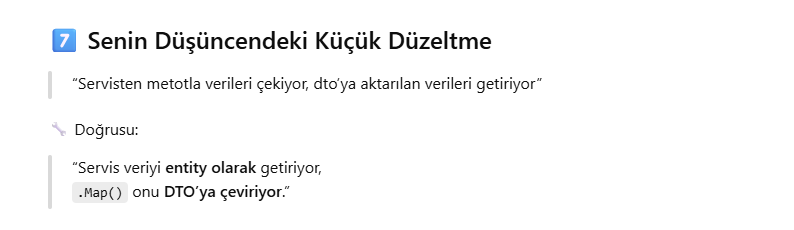 7 Senin Düşüncendeki Küçük Düzeltme
“Servisten metotla verileri çekiyor, dto’ya aktarılan verileri getiriyor”
Doğrusu:
“Servis veriyi entity olarak getiriyor,
.Map() onu DTO’ya çeviriyor.”